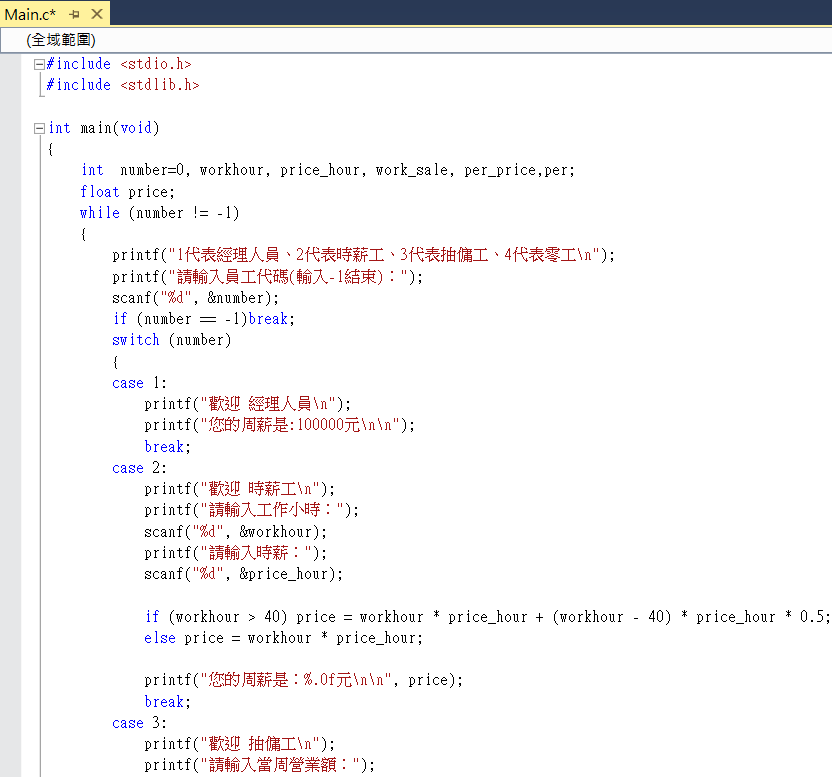 Main.c*
(全域範圍)
#include <stdio.h>
#include <stdlib.h>
int main(void)
{
int  number=0, workhour, price_hour, work_sale, per_price,per;
float price;
while (number != -1)
{
printf("1代表經理人員、2代表時薪工、3代表抽傭工、4代表零工\n");
printf("請輸入員工代碼(輸入-1結束)：");
scanf("%d", &number);
if (number == -1)break;
switch (number)
{
case 1:
printf("歡迎 經理人員\n");
printf("您的周薪是:100000元\n\n");
break;
case 2:
printf("歡迎 時薪工\n");
printf("請輸入工作小時：");
scanf("%d", &workhour);
printf("請輸入時薪：");
scanf("%d", &price_hour);
if (workhour > 40) price = workhour * price_hour + (workhour - 40) * price_hour * 0.5;
else price = workhour * price_hour;
printf("您的周薪是：%.0f元\n\n", price);
break;
case 3:
printf("歡迎 抽傭工\n");
printf("請輸入當周營業額：");